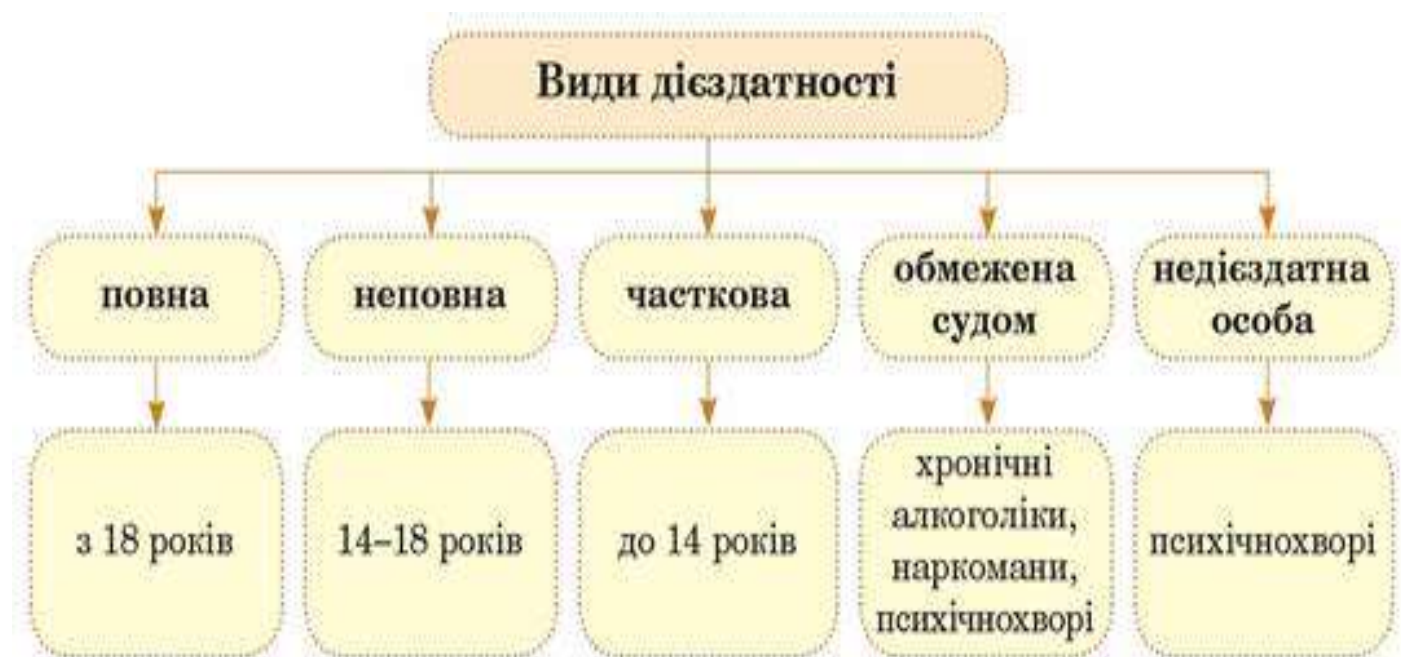 Види дієздатності
повна
неповна
часткова
обмежена
судом
недієздатна
особа
з 18 років
14–18 років
до 14 років
хронічні
алкоголіки,
наркомани,
психічнохворі
психічнохворі